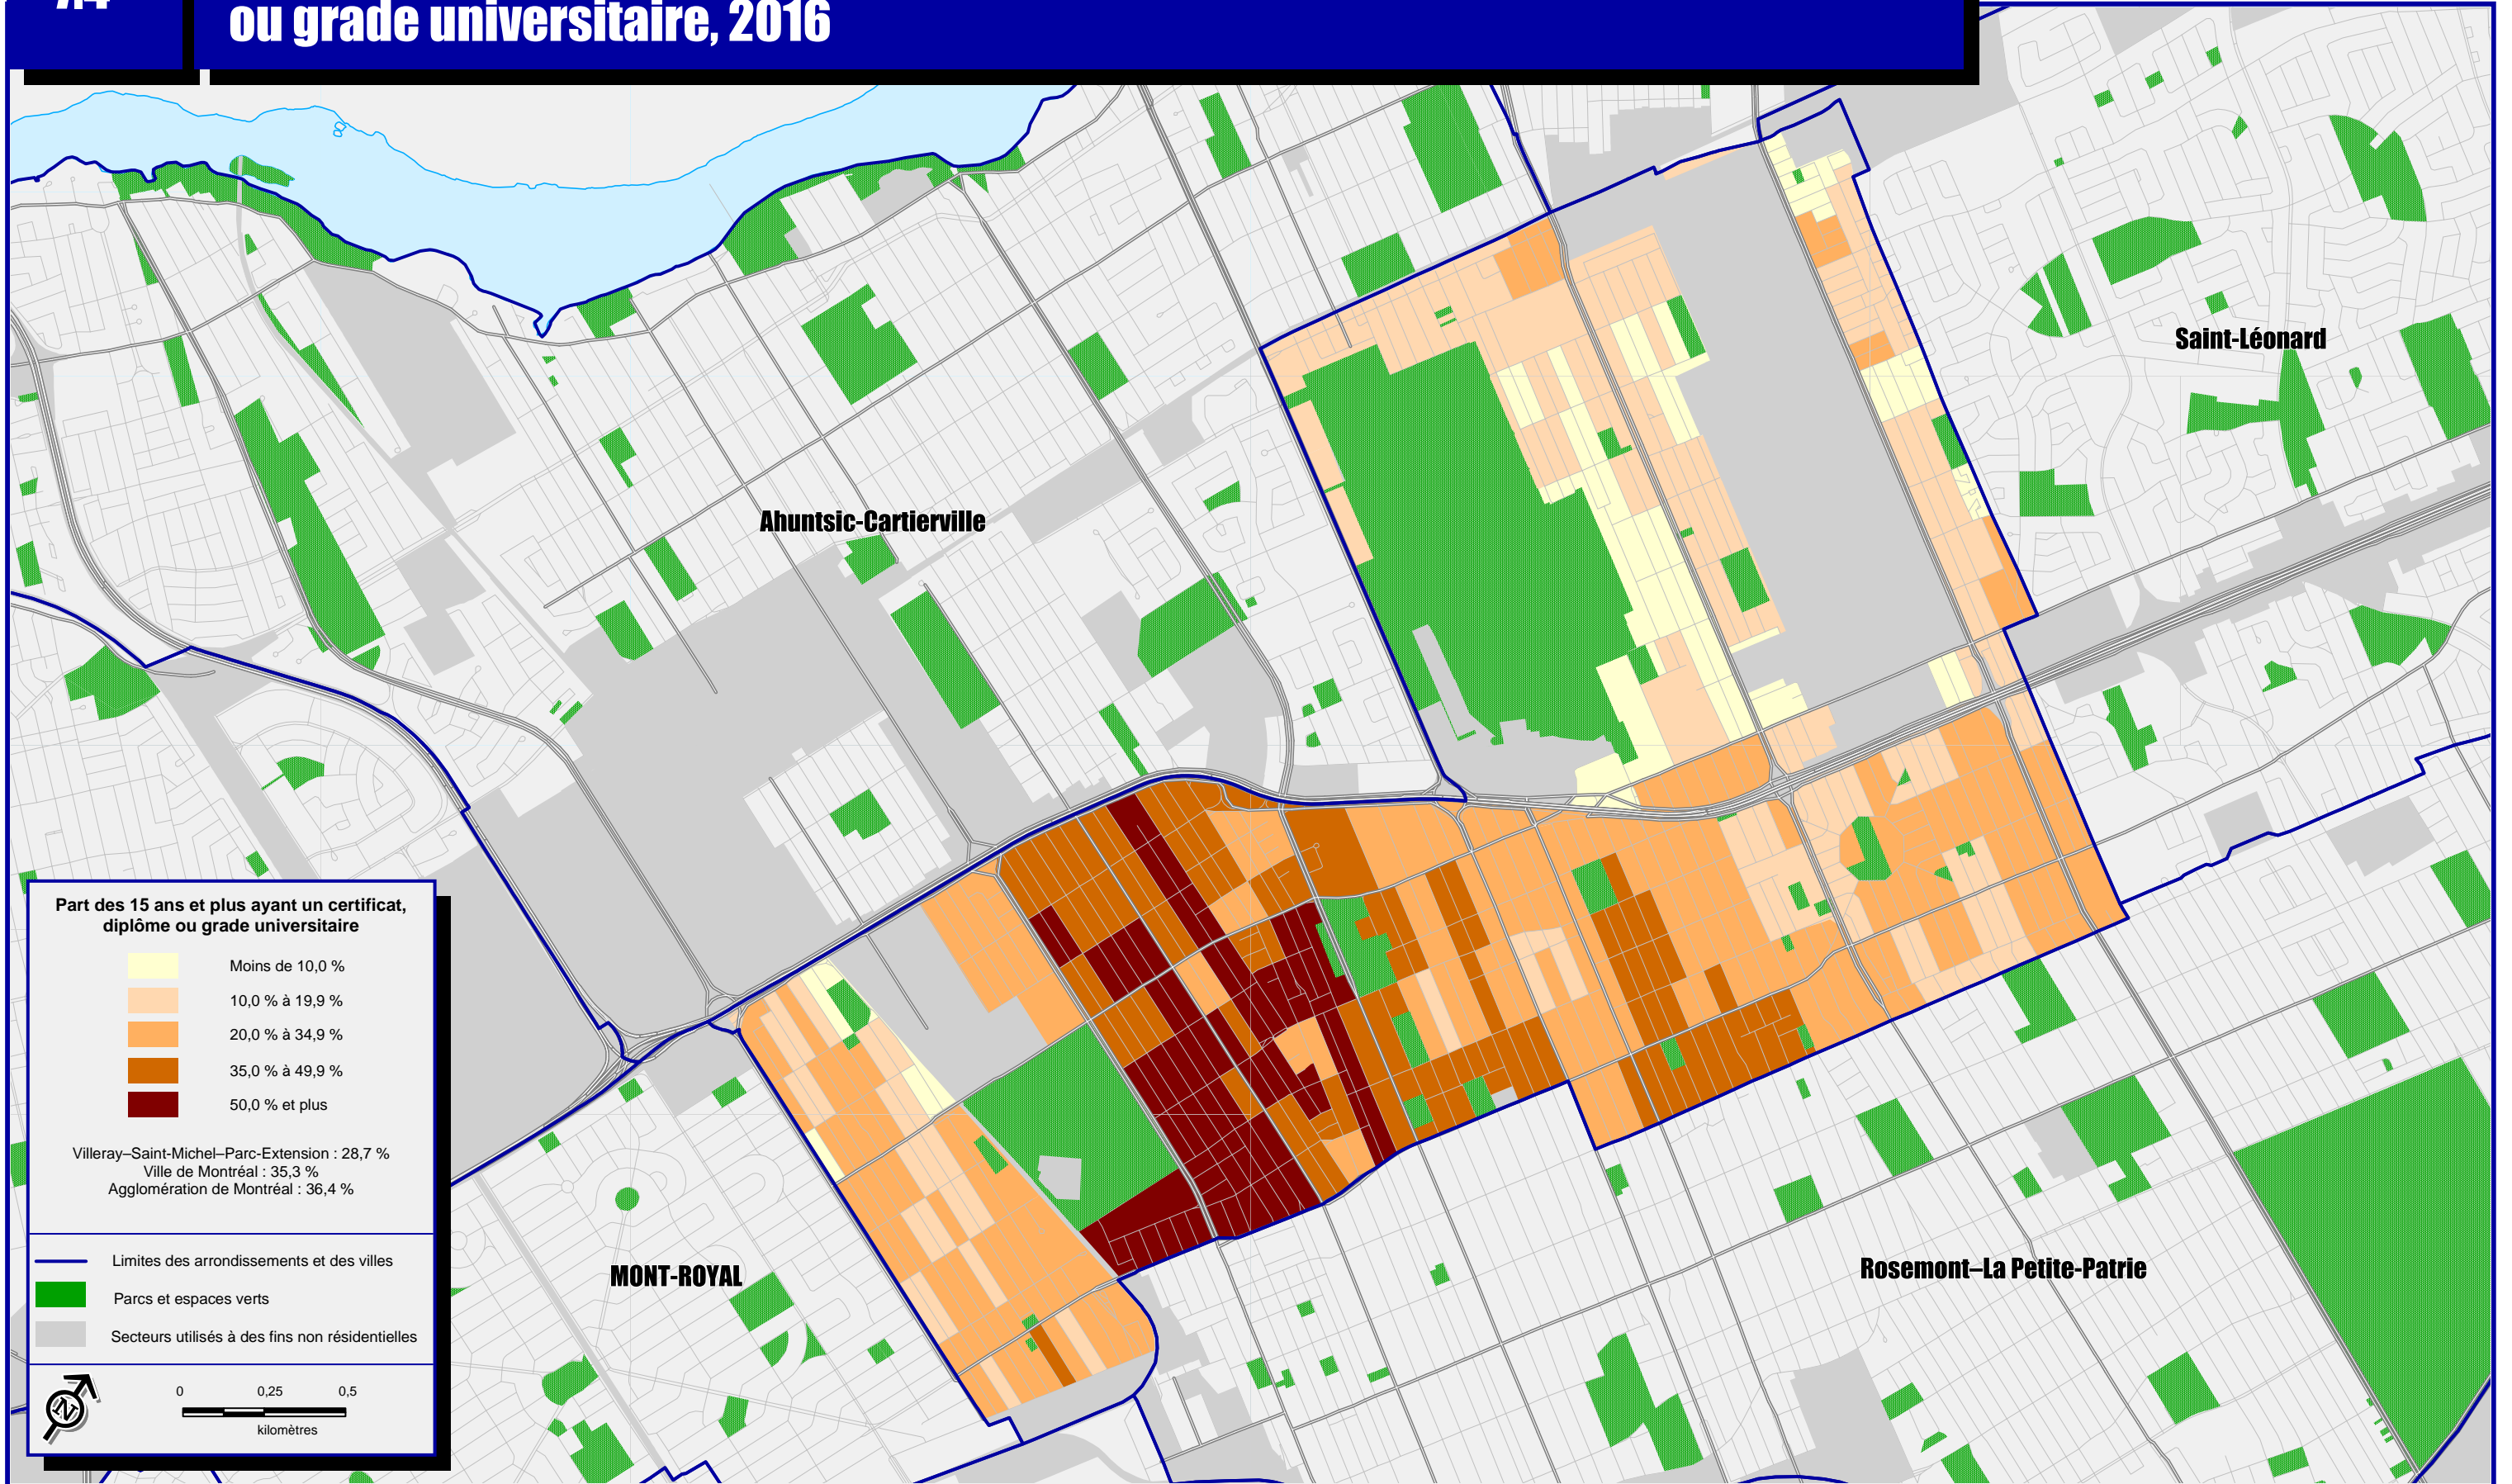 7.4
ou grade universitaire, 2016
Saint-Léonard
Ahuntsic-Cartierville
MONT-ROYAL
Rosemont–La Petite-Patrie
Part des 15 ans et plus ayant un certificat,
diplôme ou grade universitaire
Moins de 10,0 %
10,0 % à 19,9 %
20,0 % à 34,9 %
35,0 % à 49,9 %
50,0 % et plus
Villeray–Saint-Michel–Parc-Extension : 28,7 %
Ville de Montréal : 35,3 %
Agglomération de Montréal : 36,4 %
Limites des arrondissements et des villes
Parcs et espaces verts
Secteurs utilisés à des fins non résidentielles
N
0 0,25 0,5
kilomètres